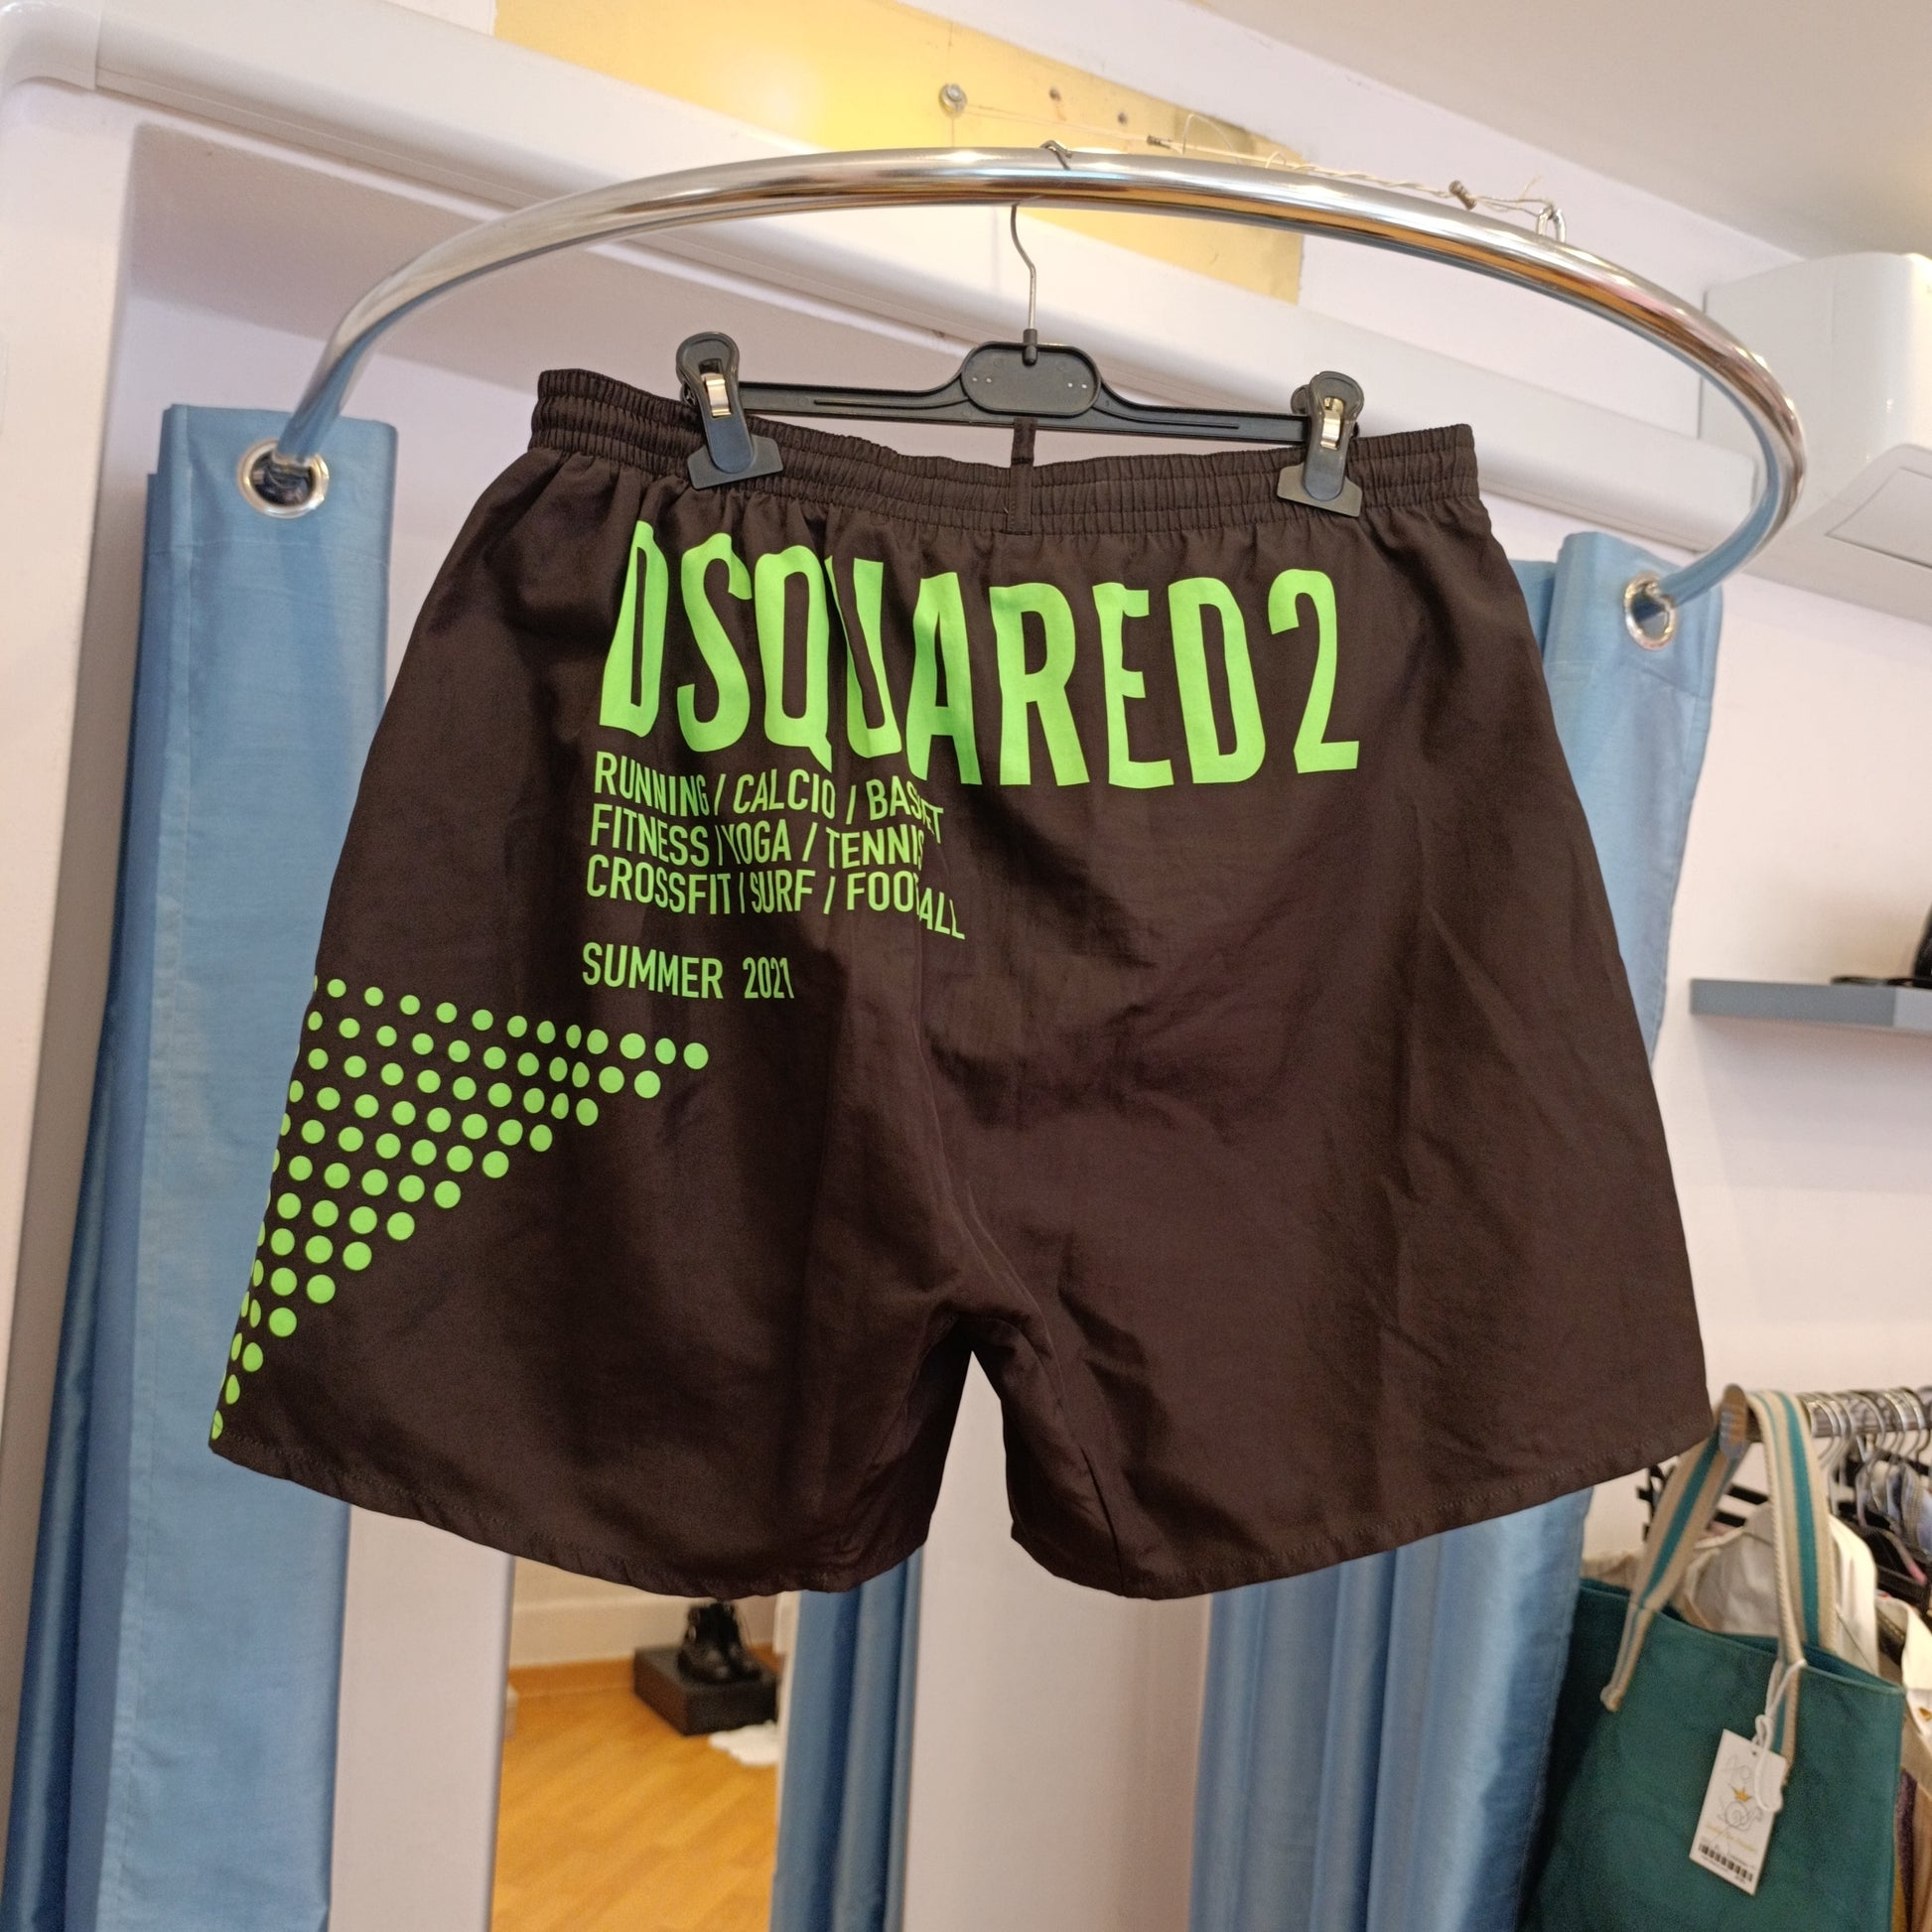 DSQUARED2
RUNNING / CALCIO / BASKET
FITNESS / YOGA / TENNIS
CROSSFIT / SURF / FOOTBALL
SUMMER 2021